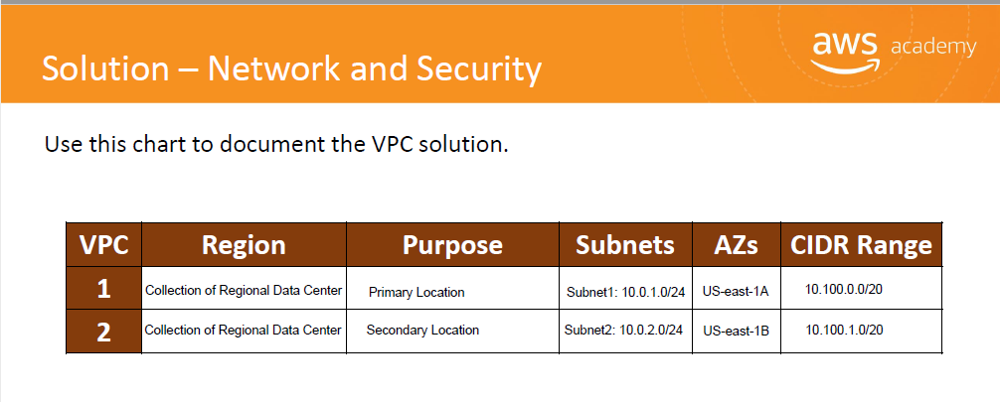 aws academy
Solution – Network and Security
Use this chart to document the VPC solution.
VPC Region Purpose Subnets AZs CIDR Range
1 Collection of Regional Data Center Primary Location Subnet1: 10.0.1.0/24 US-east-1A 10.100.0.0/20
2 Collection of Regional Data Center Secondary Location Subnet2: 10.0.2.0/24 US-east-1B 10.100.1.0/20